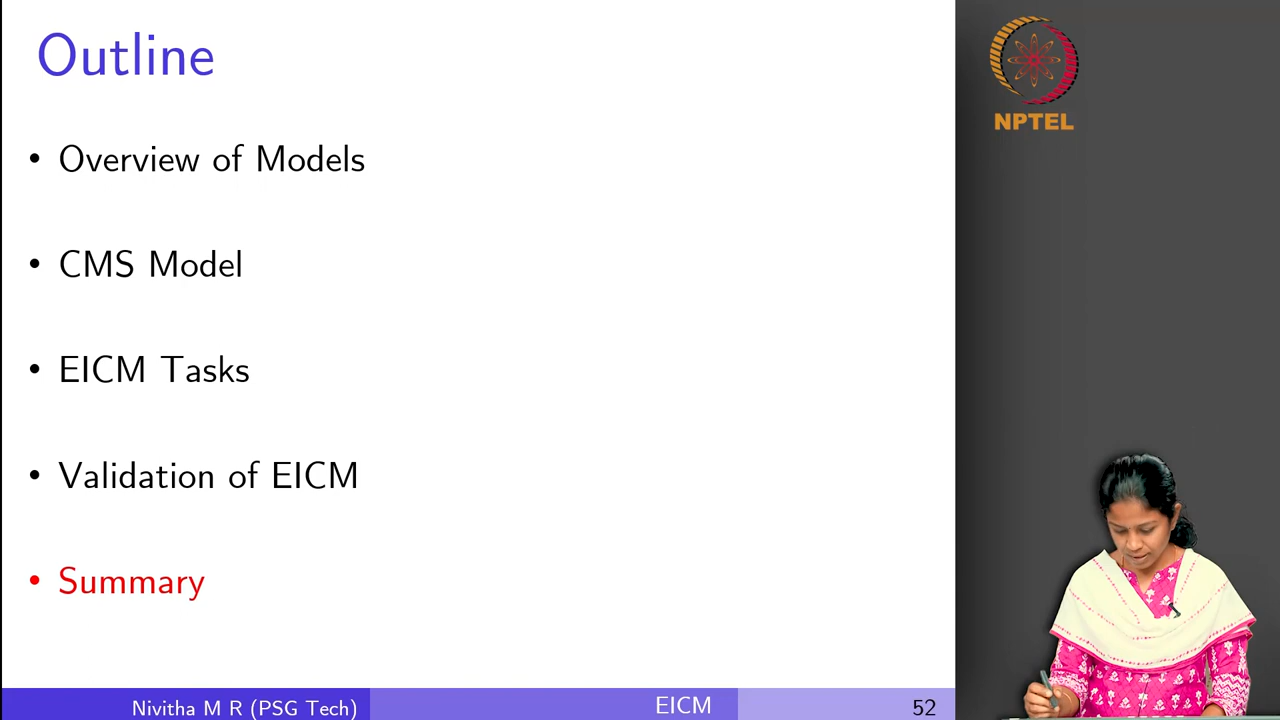 Outline
• Overview of Models
• CMS Model
• EICM Tasks
• Validation of EICM
• Summary
Nivitha M R (PSG Tech) EICM 52
NPTEL